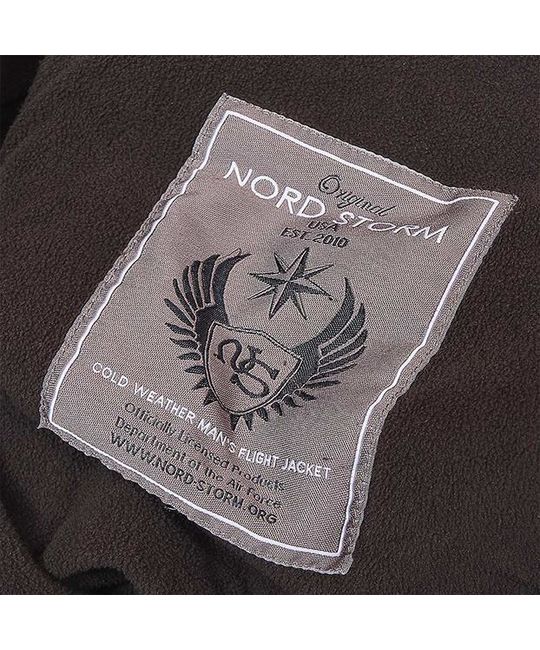 Original
NORD STORM
USA
EST. 2010
NS
COLD WEATHER MAN'S FLIGHT JACKET
Officially Licensed Products
Department of the Air Force
WWW.NORD-STORM.ORG